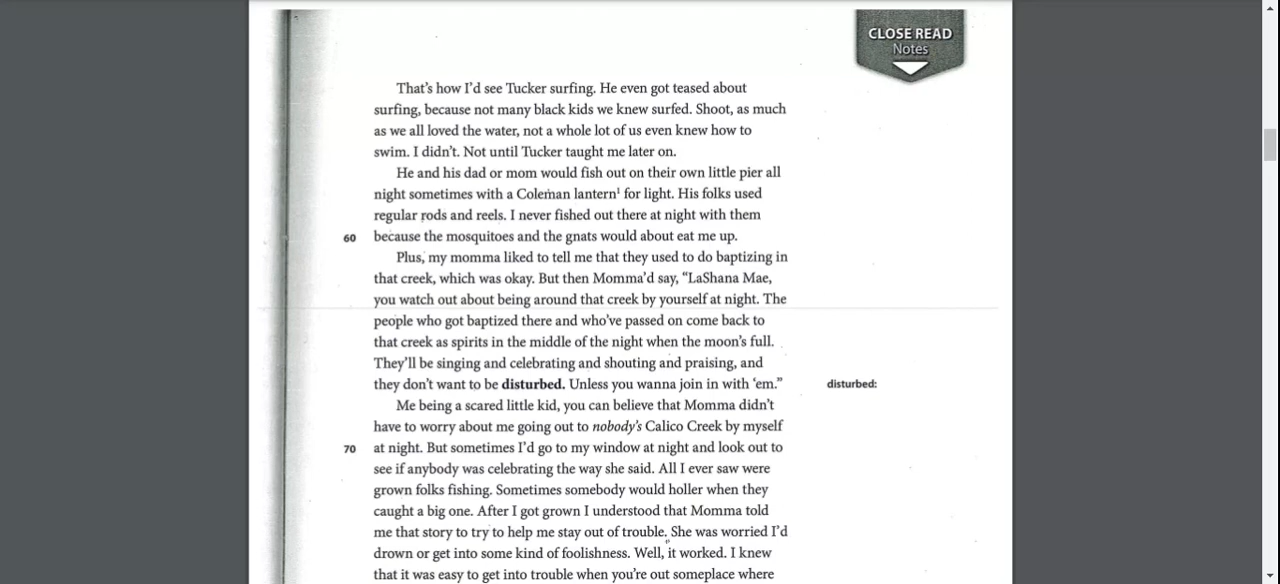 CLOSE READ
Notes
That's how I'd see Tucker surfing. He even got teased about
surfing, because not many black kids we knew surfed. Shoot, as much
as we all loved the water, not a whole lot of us even knew how to
swim. I didn't. Not until Tucker taught me later on.
He and his dad or mom would fish out on their own little pier all
night sometimes with a Coleman lantern¹ for light. His folks used
regular rods and reels. I never fished out there at night with them
60 because the mosquitoes and the gnats would about eat me up.
Plus, my momma liked to tell me that they used to do baptizing in
that creek, which was okay. But then Momma'd say, “LaShana Mae,
you watch out about being around that creek by yourself at night. The
people who got baptized there and who've passed on come back to
that creek as spirits in the middle of the night when the moon's full.
They'll be singing and celebrating and shouting and praising, and
they don't want to be disturbed. Unless you wanna join in with ‘em.”
disturbed:
Me being a scared little kid, you can believe that Momma didn't
have to worry about me going out to nobody's Calico Creek by myself
70 at night. But sometimes I'd go to my window at night and look out to
see if anybody was celebrating the way she said. All I ever saw were
grown folks fishing. Sometimes somebody would holler when they
caught a big one. After I got grown I understood that Momma told
me that story to try to help me stay out of trouble. She was worried I'd
drown or get into some kind of foolishness. Well, it worked. I knew
that it was easy to get into trouble when you're out someplace where